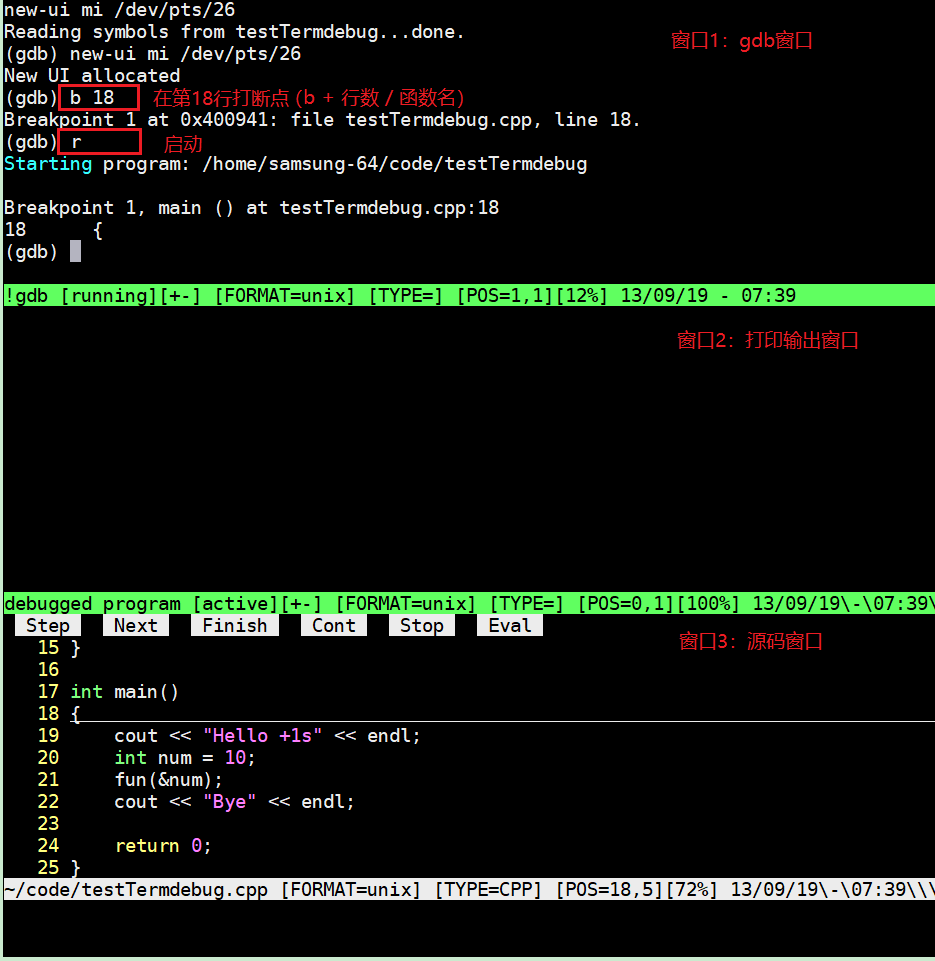 new-ui mi /dev/pts/26
Reading symbols from testTermdebug...done.
窗口1：gdb窗口
(gdb) new-ui mi /dev/pts/26
New UI allocated
(gdb) b 18 在第18行打断点 (b + 行数 / 函数名)
Breakpoint 1 at 0x400941: file testTermdebug.cpp, line 18.
(gdb) r 启动
Starting program: /home/samsung-64/code/testTermdebug
Breakpoint 1, main () at testTermdebug.cpp:18
18      {
(gdb)
!gdb [running][+-] [FORMAT=unix] [TYPE=] [POS=1,1][12%] 13/09/19 - 07:39
窗口2：打印输出窗口
debugged program [active][+-] [FORMAT=unix] [TYPE=] [POS=0,1][100%] 13/09/19\-\07:39\
Step Next Finish Cont Stop Eval
窗口3：源码窗口
15 }
16
17 int main()
18 {
19     cout << "Hello +1s" << endl;
20     int num = 10;
21     fun(&num);
22     cout << "Bye" << endl;
23
24     return 0;
25 }
~/code/testTermdebug.cpp [FORMAT=unix] [TYPE=CPP] [POS=18,5][72%] 13/09/19\-\07:39\\\